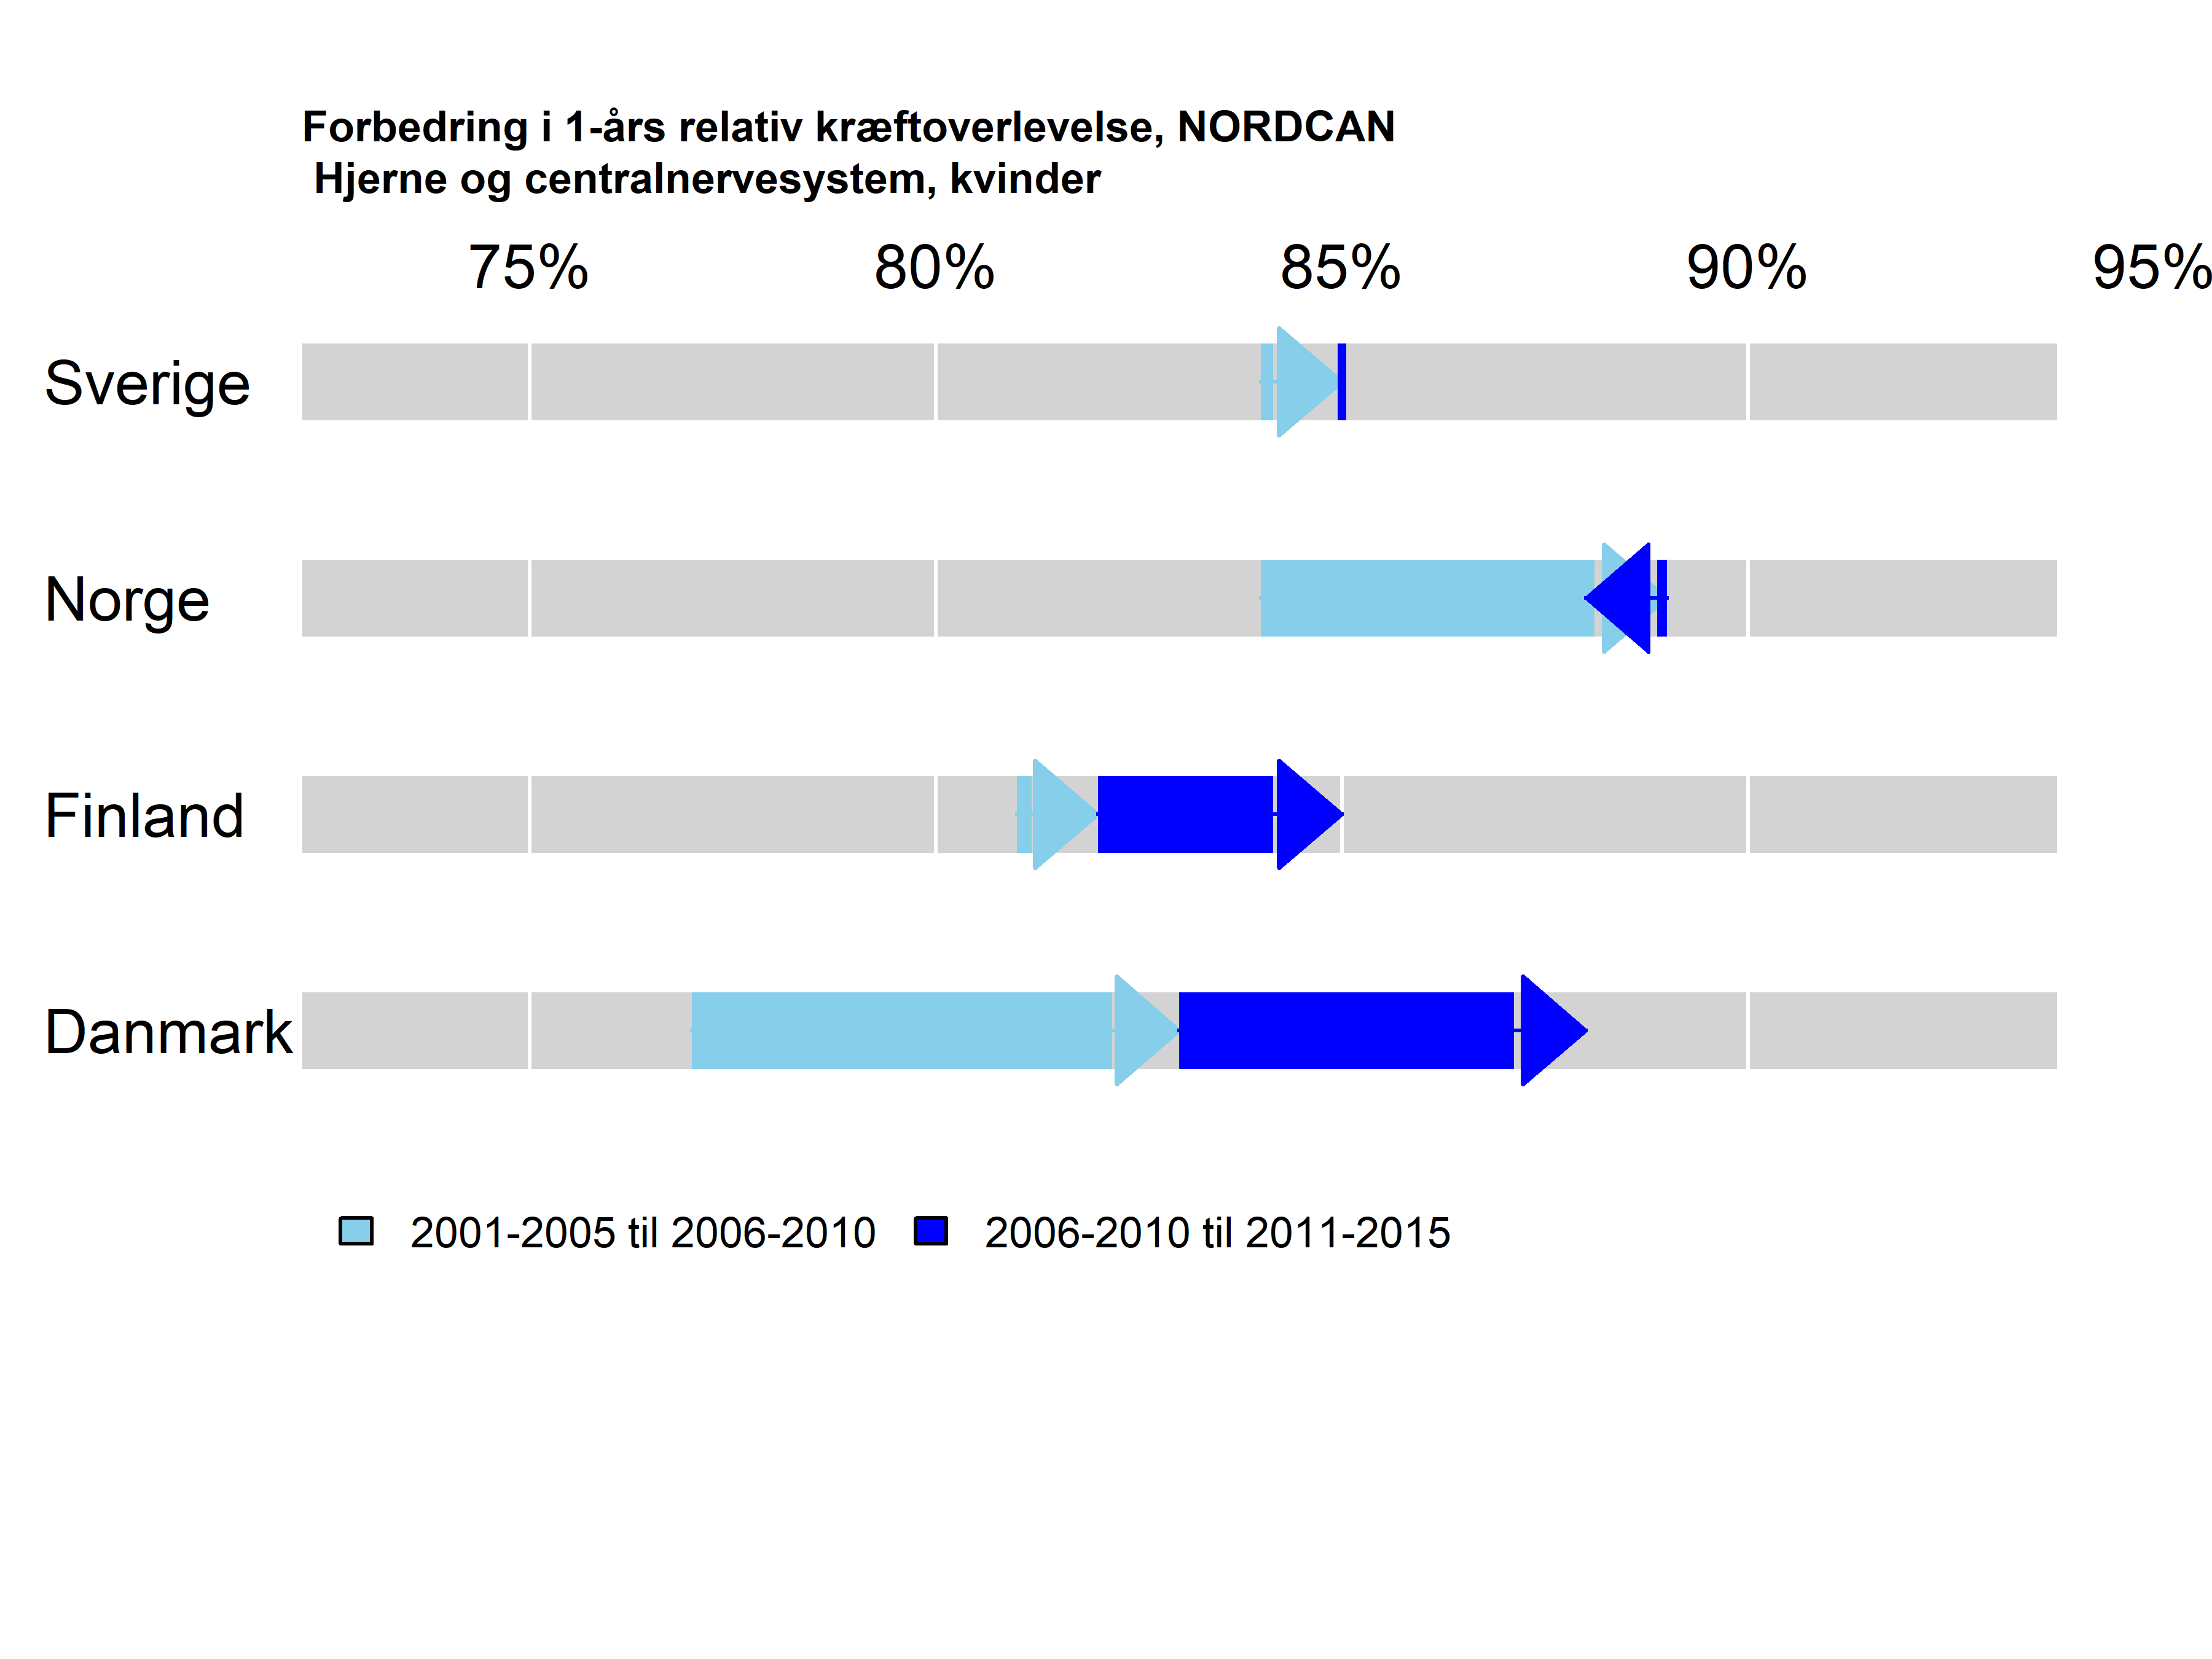 Forbedring i 1-års relativ kræftoverlevelse, NORDCAN
Hjerne og centralnervesystem, kvinder
75% 80% 85% 90% 95%
Sverige
Norge
Finland
Danmark
2001-2005 til 2006-2010 2006-2010 til 2011-2015